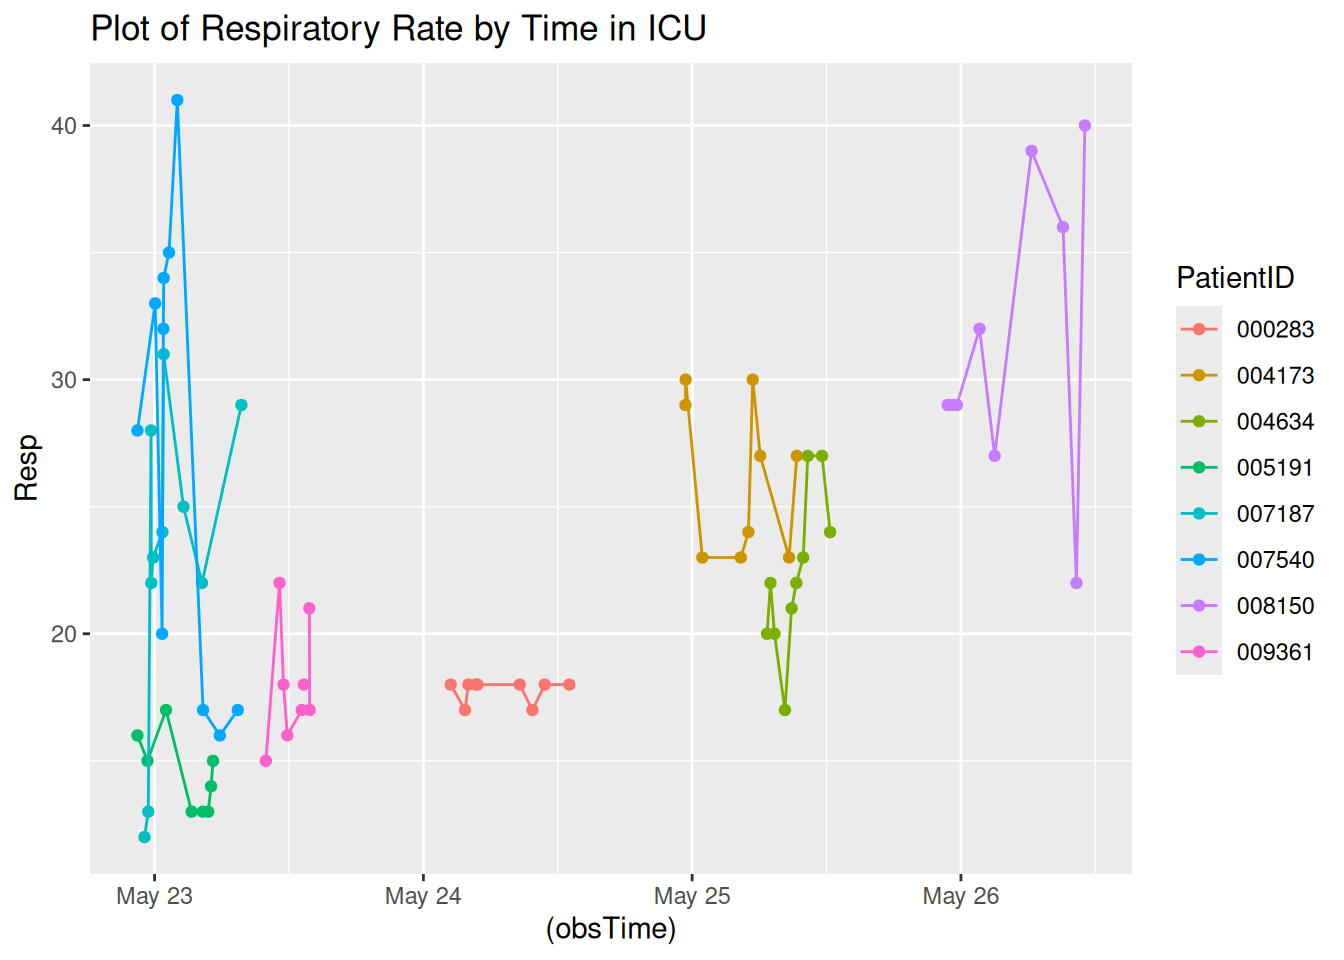 Plot of Respiratory Rate by Time in ICU
40
30
20
Resp
May 23
May 24
May 25
May 26
(obsTime)
PatientID
000283
004173
004634
005191
007187
007540
008150
009361